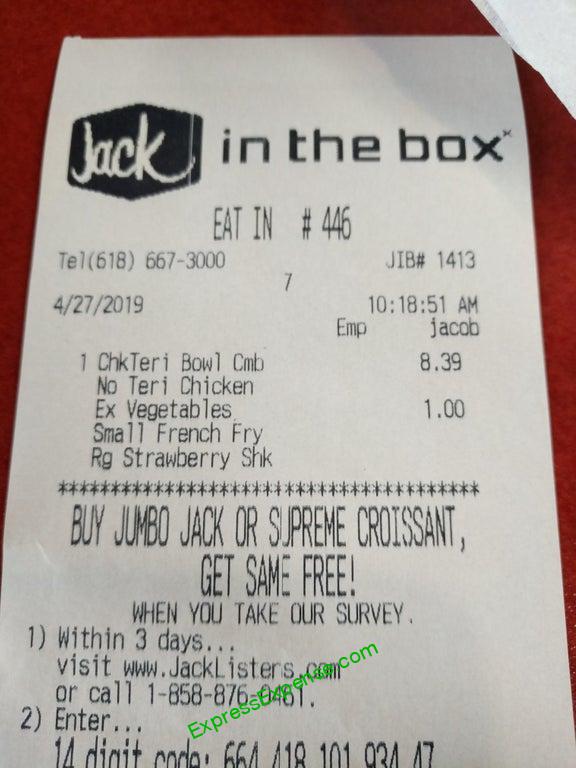 Jack in the box
EAT IN # 446
Tel(618) 667-3000 JIB# 1413
7
4/27/2019 10:18:51 AM
Emp jacob
1 ChkTeri Bowl Cmb 8.39
No Teri Chicken
Ex Vegetables 1.00
Small French Fry
Rg Strawberry Shk
****************************************
BUY JUMBO JACK OR SUPREME CROISSANT,
GET SAME FREE!
WHEN YOU TAKE OUR SURVEY.
1) Within 3 days...
visit www.JackListens.com
or call 1-858-876-0461.
ExpressExpense.com
2) Enter...
14 digit code: 664 418 101 934 47